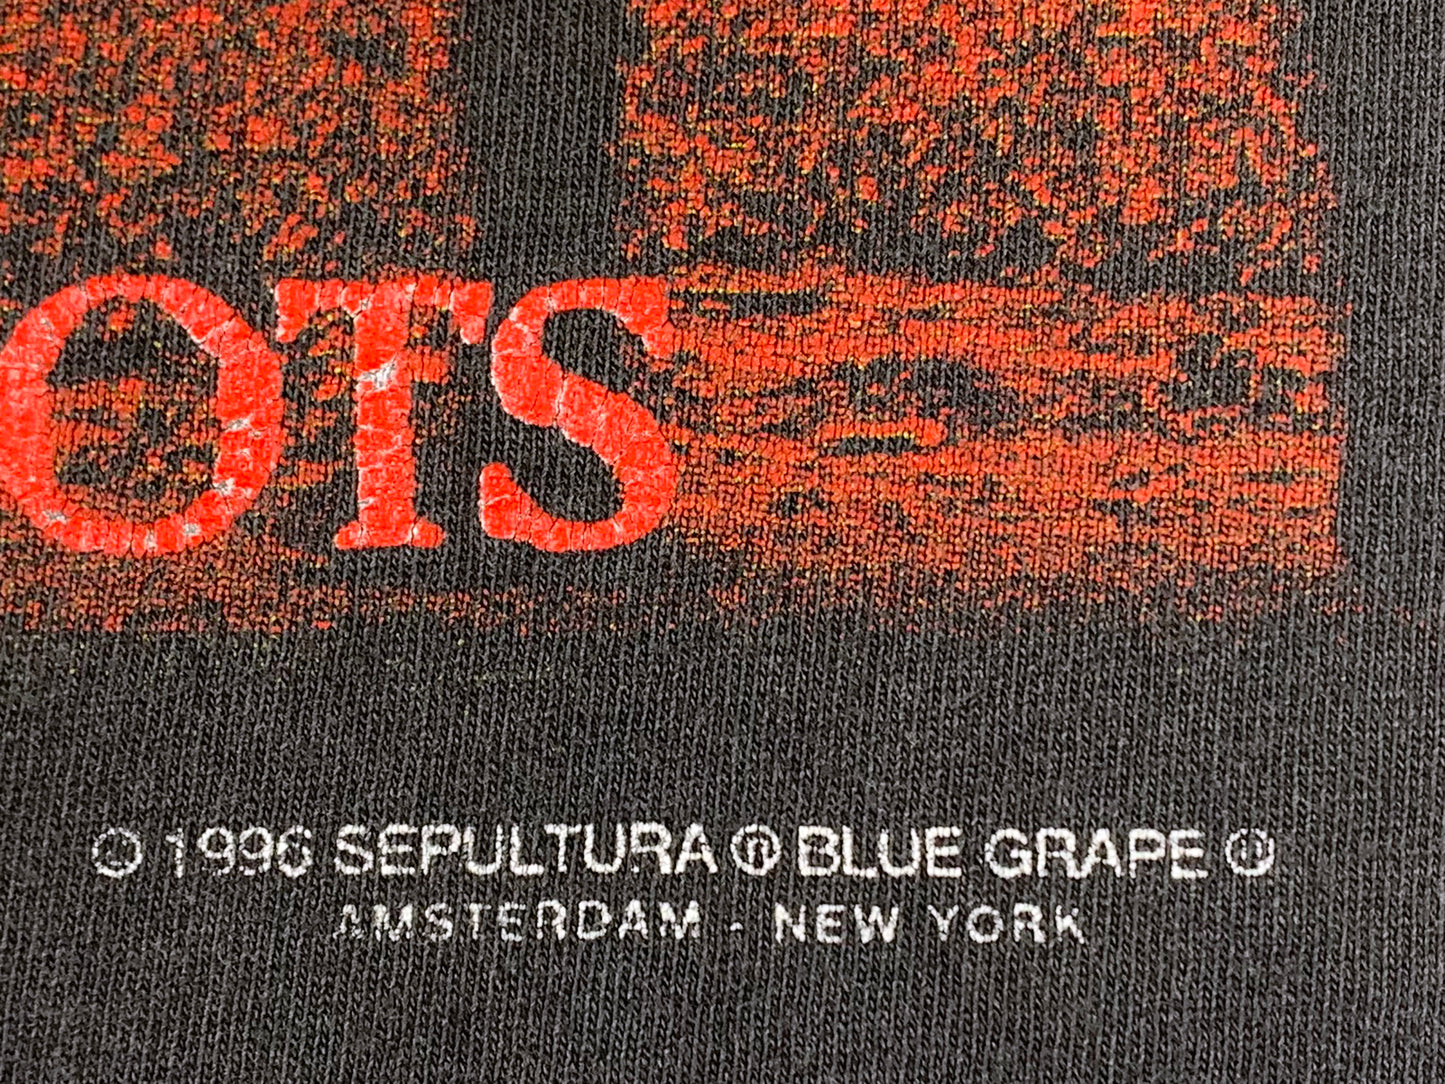 OTS
© 1996 SEPULTURA ® BLUE GRAPE ®
AMSTERDAM - NEW YORK